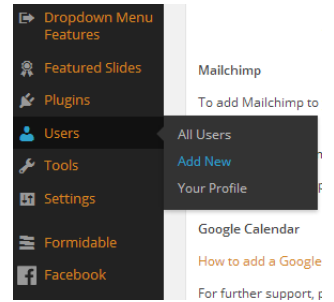 Dropdown Menu
Features
Featured Slides
Plugins
Users
Tools
Settings
Formidable
Facebook
All Users
Add New
Your Profile
Mailchimp
To add Mailchimp to
Google Calendar
How to add a Google
For further support, p